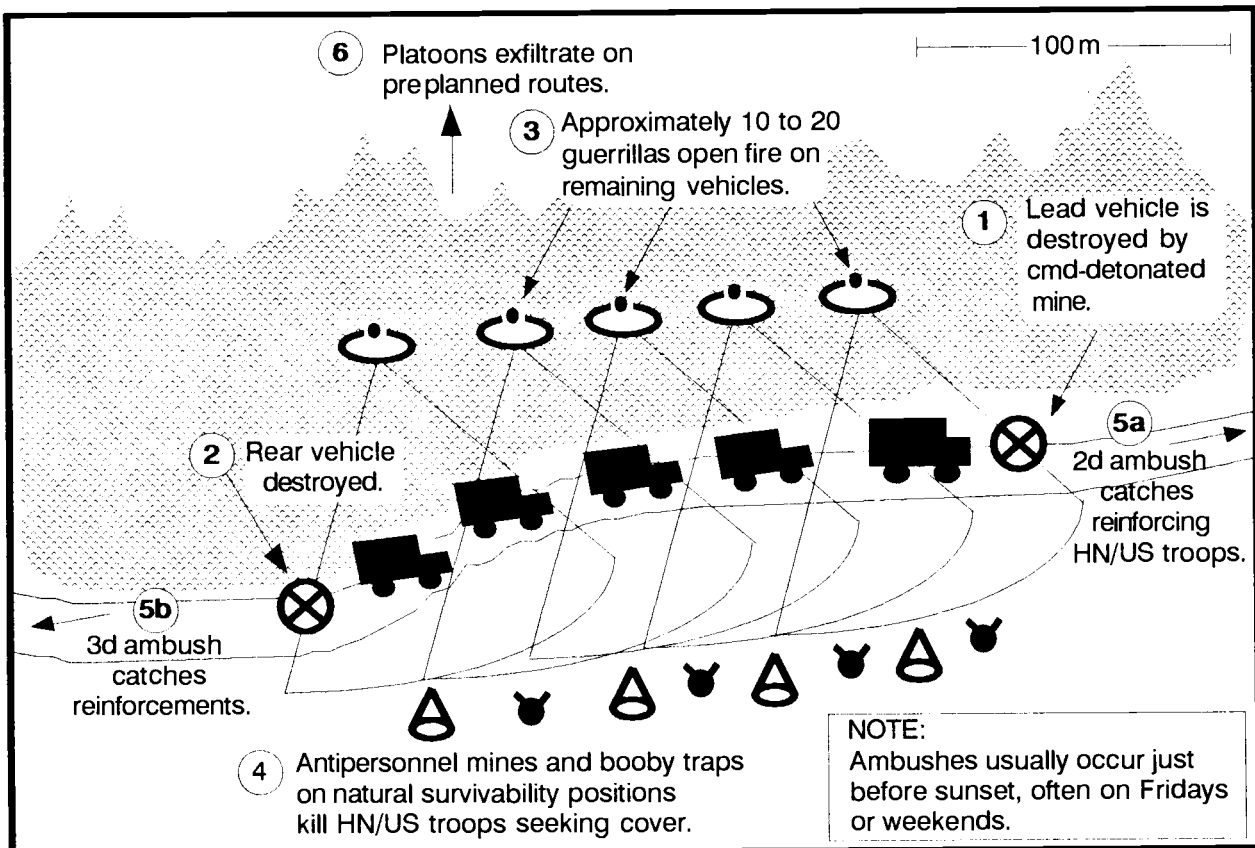 6 Platoons exfiltrate on
preplanned routes.
100 m
3 Approximately 10 to 20
guerrillas open fire on
remaining vehicles.
1 Lead vehicle is
destroyed by
cmd-detonated
mine.
2 Rear vehicle
destroyed.
5a
2d ambush
catches
reinforcing
HN/US troops.
5b
3d ambush
catches
reinforcements.
4 Antipersonnel mines and booby traps
on natural survivability positions
kill HN/US troops seeking cover.
NOTE:
Ambushes usually occur just
before sunset, often on Fridays
or weekends.